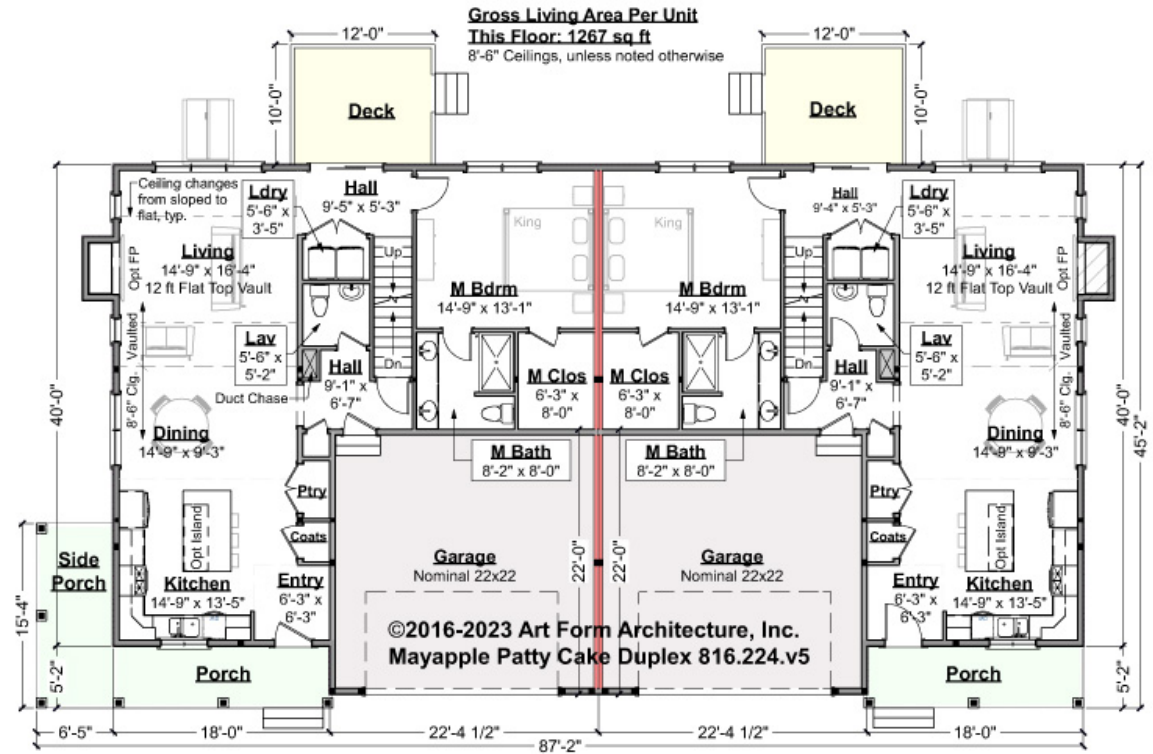 Gross Living Area Per Unit
This Floor: 1267 sq ft
8'-6" Ceilings, unless noted otherwise
12'-0"
12'-0"
10'-0"
Deck
Deck
10'-0"
Ceiling changes
from sloped to
flat, typ.
Hall
9'-5" x 5'-3"
Ldry
5'-6" x
3'-5"
Living
14'-9" x 16'-4"
12 ft Flat Top Vault
Opt FP
Up
King
M Bdrm
14'-9" x 13'-1"
King
M Bdrm
14'-9" x 13'-1"
Up
Hall
9'-4" x 5'-3"
Ldry
5'-6" x
3'-5"
Living
14'-9" x 16'-4"
12 ft Flat Top Vault
Opt FP
8'-6" Clg. Vaulted
Lav
5'-6" x
5'-2"
Dn
Hall
9'-1" x
6'-7"
Duct Chase
M Clos
6'-3" x
8'-0"
M Clos
6'-3" x
8'-0"
Dn
Hall
9'-1" x
6'-7"
Lav
5'-6" x
5'-2"
8'-6" Clg. Vaulted
40'-0"
40'-0"
45'-2"
Dining
14'-9" x 9'-3"
M Bath
8'-2" x 8'-0"
M Bath
8'-2" x 8'-0"
Dining
14'-9" x 9'-3"
Ptry
Coats
Opt Island
Ptry
Coats
Opt Island
Side
Porch
Kitchen
14'-9" x 13'-5"
Entry
6'-3" x
6'-3"
Garage
Nominal 22x22
22'-0"
22'-0"
Garage
Nominal 22x22
Entry
6'-3" x
6'-3"
Kitchen
14'-9" x 13'-5"
15'-4"
©2016-2023 Art Form Architecture, Inc.
Mayapple Patty Cake Duplex 816.224.v5
5'-2"
Porch
Porch
5'-2"
6'-5"
18'-0"
22'-4 1/2"
22'-4 1/2"
18'-0"
87'-2"